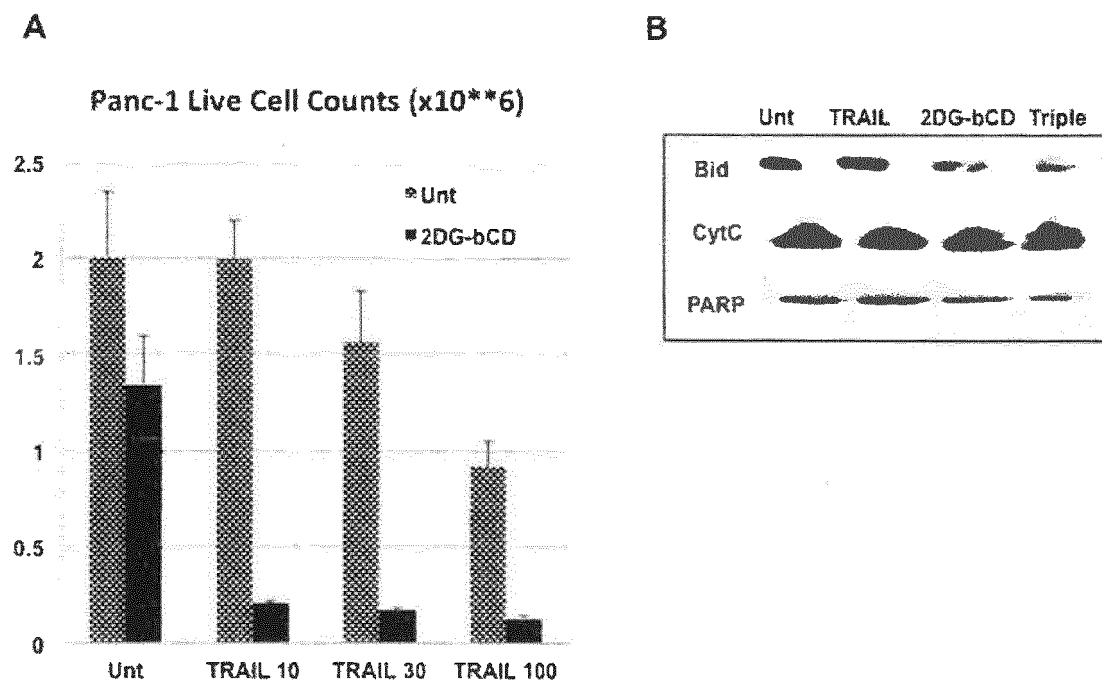 A
Panc-1 Live Cell Counts (x10**6)
2.5
2
1.5
1
0.5
0
Unt
2DG-bCD
Unt TRAIL 10 TRAIL 30 TRAIL 100
B
Unt TRAIL 2DG-bCD Triple
Bid
CytC
PARP